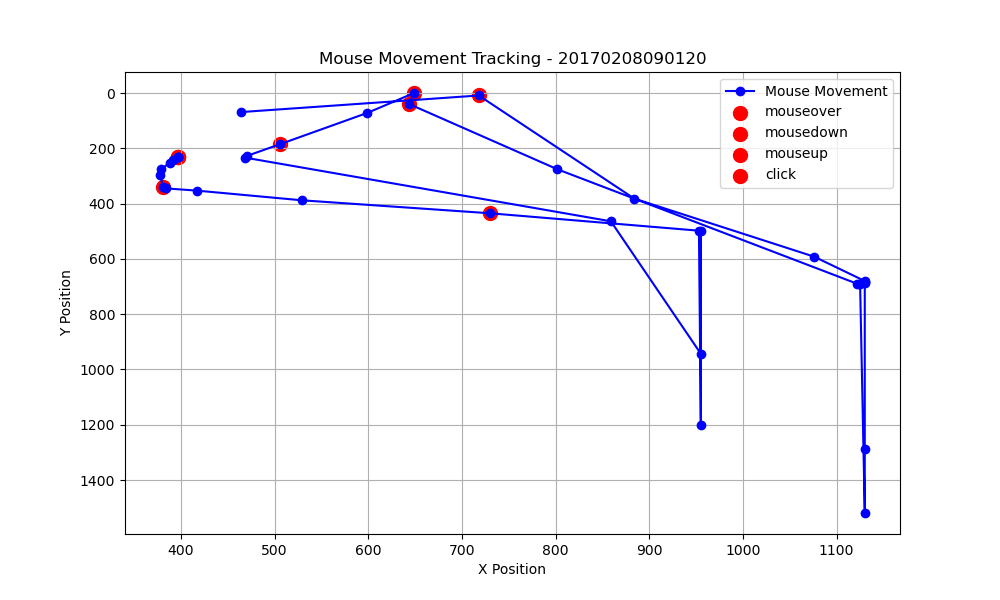 Mouse Movement Tracking - 20170208090120
Mouse Movement
mouseover
mousedown
mouseup
click
0
200
400
600
800
1000
1200
1400
Y Position
400 500 600 700 800 900 1000 1100
X Position